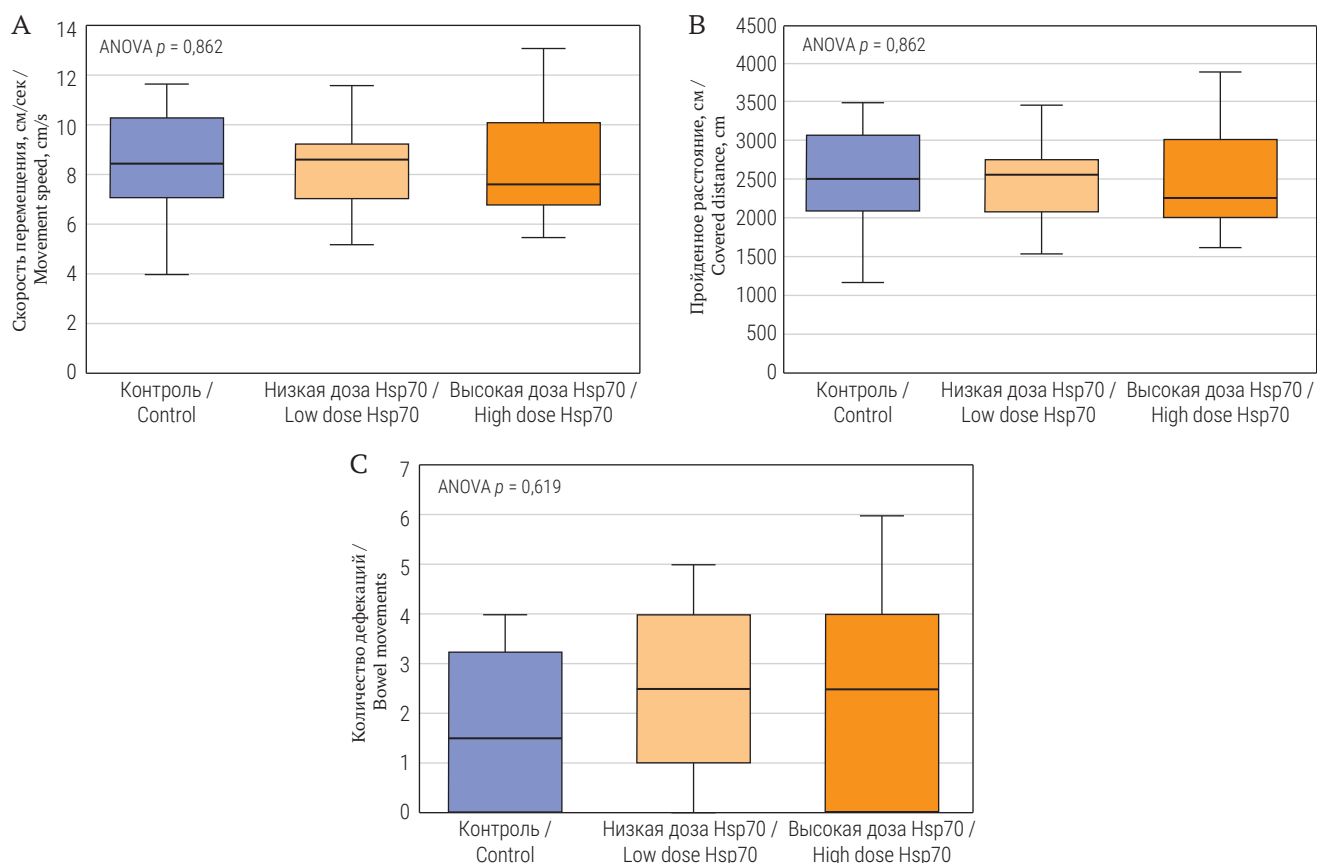 A
ANOVA p = 0,862
Скорость перемещения, см/сек /
Movement speed, cm/s
14
12
10
8
6
4
2
0
Контроль /
Control
Низкая доза Hsp70 /
Low dose Hsp70
Высокая доза Hsp70 /
High dose Hsp70
B
ANOVA p = 0,862
Пройденное расстояние, см /
Covered distance, cm
4500
4000
3500
3000
2500
2000
1500
1000
500
0
Контроль /
Control
Низкая доза Hsp70 /
Low dose Hsp70
Высокая доза Hsp70 /
High dose Hsp70
C
ANOVA p = 0,619
Количество дефекаций /
Bowel movements
7
6
5
4
3
2
1
0
Контроль /
Control
Низкая доза Hsp70 /
Low dose Hsp70
Высокая доза Hsp70 /
High dose Hsp70